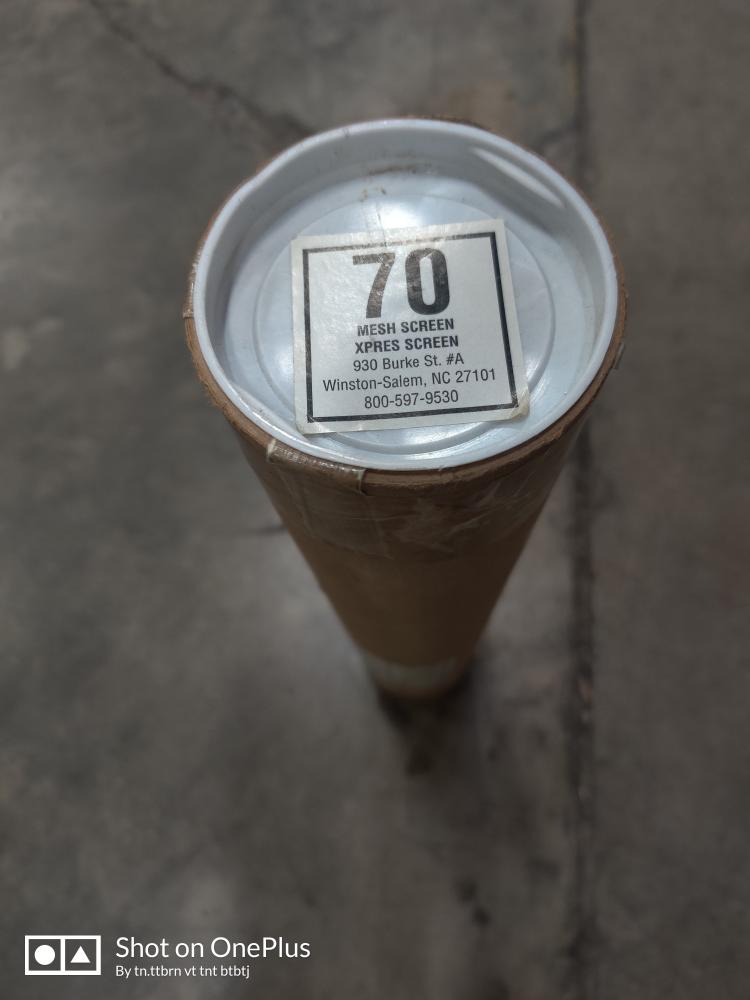 70
MESH SCREEN
XPRES SCREEN
930 Burke St. #A
Winston-Salem, NC 27101
800-597-9530
Shot on OnePlus
By tn.ttbrn vt tnt btbtj